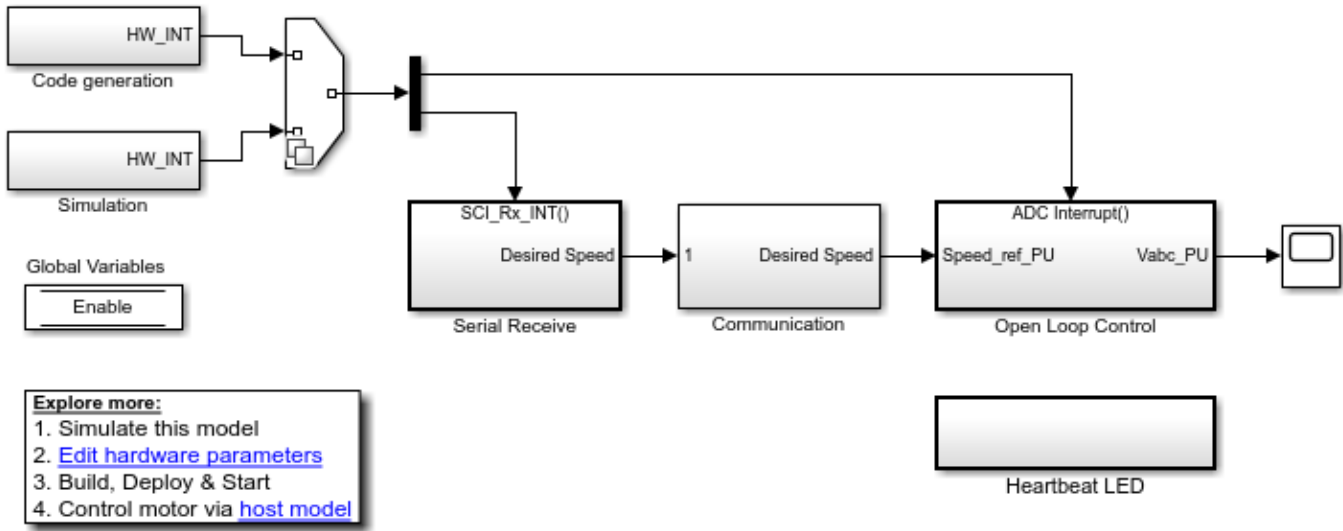 HW_INT
Code generation
HW_INT
Simulation
SCI_Rx_INT()
Desired Speed
Serial Receive
1
Desired Speed
Communication
ADC Interrupt()
Speed_ref_PU
Vabc_PU
Open Loop Control
Global Variables
Enable
Heartbeat LED
Explore more:
1. Simulate this model
2. Edit hardware parameters
3. Build, Deploy & Start
4. Control motor via host model